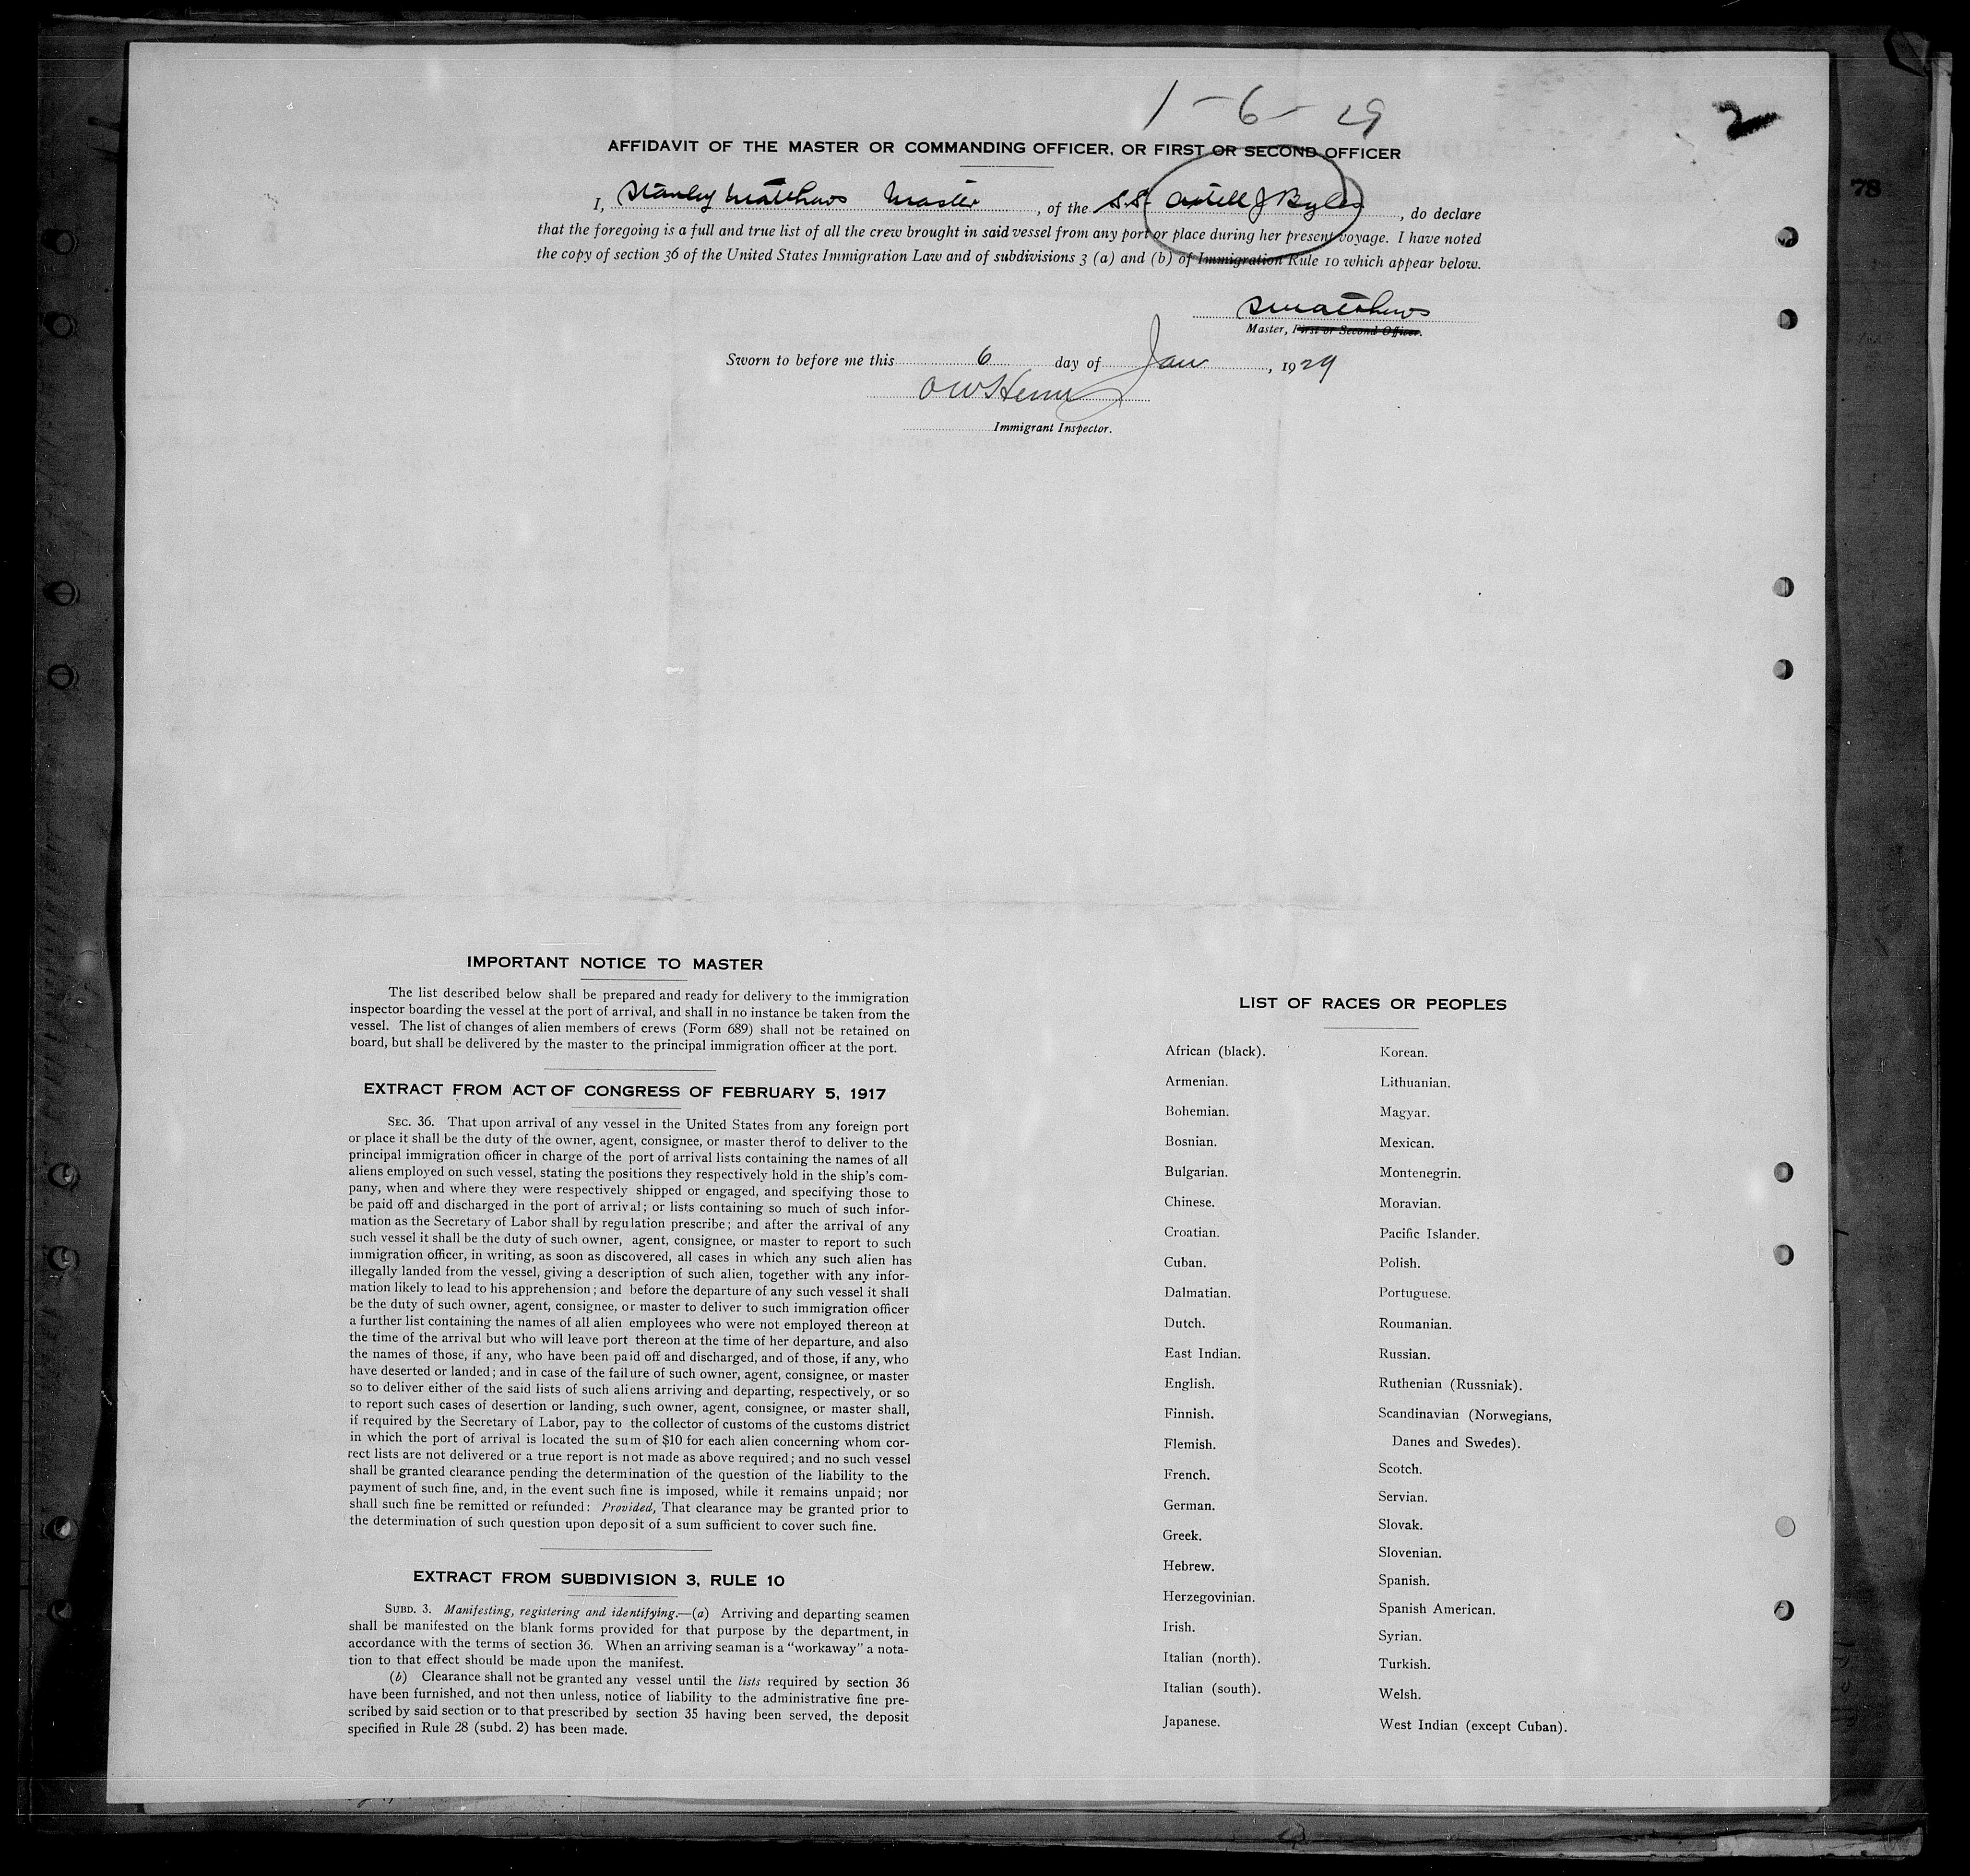 1-6-29
2
78
AFFIDAVIT OF THE MASTER OR COMMANDING OFFICER, OR FIRST OR SECOND OFFICER
I, Stanley Matthews Master, of the S.S. Axtell J Byles, do declare
that the foregoing is a full and true list of all the crew brought in said vessel from any port or place during her present voyage. I have noted
the copy of section 36 of the United States Immigration Law and of subdivisions 3 (a) and (b) of Immigration Rule 10 which appear below.
SMatthews
Master, First or Second Officer.
Sworn to before me this 6 day of Jan, 1929
Immigrant Inspector.
IMPORTANT NOTICE TO MASTER
The list described below shall be prepared and ready for delivery to the immigration
inspector boarding the vessel at the port of arrival, and shall in no instance be taken from the
vessel. The list of changes of alien members of crews (Form 689) shall not be retained on
board, but shall be delivered by the master to the principal immigration officer at the port.
EXTRACT FROM ACT OF CONGRESS OF FEBRUARY 5, 1917
SEC. 36. That upon arrival of any vessel in the United States from any foreign port
or place it shall be the duty of the owner, agent, consignee, or master therof to deliver to the
principal immigration officer in charge of the port of arrival lists containing the names of all
aliens employed on such vessel, stating the positions they respectively hold in the ship's com-
pany, when and where they were respectively shipped or engaged, and specifying those to
be paid off and discharged in the port of arrival; or lists containing so much of such infor-
mation as the Secretary of Labor shall by regulation prescribe; and after the arrival of any
such vessel it shall be the duty of such owner, agent, consignee, or master to report to such
immigration officer, in writing, as soon as discovered, all cases in which any such alien has
illegally landed from the vessel, giving a description of such alien, together with any infor-
mation likely to lead to his apprehension; and before the departure of any such vessel it shall
be the duty of such owner, agent, consignee, or master to deliver to such immigration officer
a further list containing the names of all alien employees who were not employed thereon at
the time of the arrival but who will leave port thereon at the time of her departure, and also
the names of those, if any, who have been paid off and discharged, and of those, if any, who
have deserted or landed; and in case of the failure of such owner, agent, consignee, or master
so to deliver either of the said lists of such aliens arriving and departing, respectively, or so
to report such cases of desertion or landing, such owner, agent, consignee, or master shall,
if required by the Secretary of Labor, pay to the collector of customs of the customs district
in which the port of arrival is located the sum of $10 for each alien concerning whom cor-
rect lists are not delivered or a true report is not made as above required; and no such vessel
shall be granted clearance pending the determination of the question of the liability to the
payment of such fine, and, in the event such fine is imposed, while it remains unpaid; nor
shall such fine be remitted or refunded: Provided, That clearance may be granted prior to
the determination of such question upon deposit of a sum sufficient to cover such fine.
EXTRACT FROM SUBDIVISION 3, RULE 10
SUBD. 3. Manifesting, registering and identifying.—(a) Arriving and departing seamen
shall be manifested on the blank forms provided for that purpose by the department, in
accordance with the terms of section 36. When an arriving seaman is a "workaway" a nota-
tion to that effect should be made upon the manifest.
(b) Clearance shall not be granted any vessel until the lists required by section 36
have been furnished, and not then unless, notice of liability to the administrative fine pre-
scribed by said section or to that prescribed by section 35 having been served, the deposit
specified in Rule 28 (subd. 2) has been made.
LIST OF RACES OR PEOPLES
African (black).
Armenian.
Bohemian.
Bosnian.
Bulgarian.
Chinese.
Croatian.
Cuban.
Dalmatian.
Dutch.
East Indian.
English.
Finnish.
Flemish.
French.
German.
Greek.
Hebrew.
Herzegovinian.
Irish.
Italian (north).
Italian (south).
Japanese.
Korean.
Lithuanian.
Magyar.
Mexican.
Montenegrin.
Moravian.
Pacific Islander.
Polish.
Portuguese.
Roumanian.
Russian.
Ruthenian (Russniak).
Scandinavian (Norwegians,
Danes and Swedes).
Scotch.
Servian.
Slovak.
Slovenian.
Spanish.
Spanish American.
Syrian.
Turkish.
Welsh.
West Indian (except Cuban).